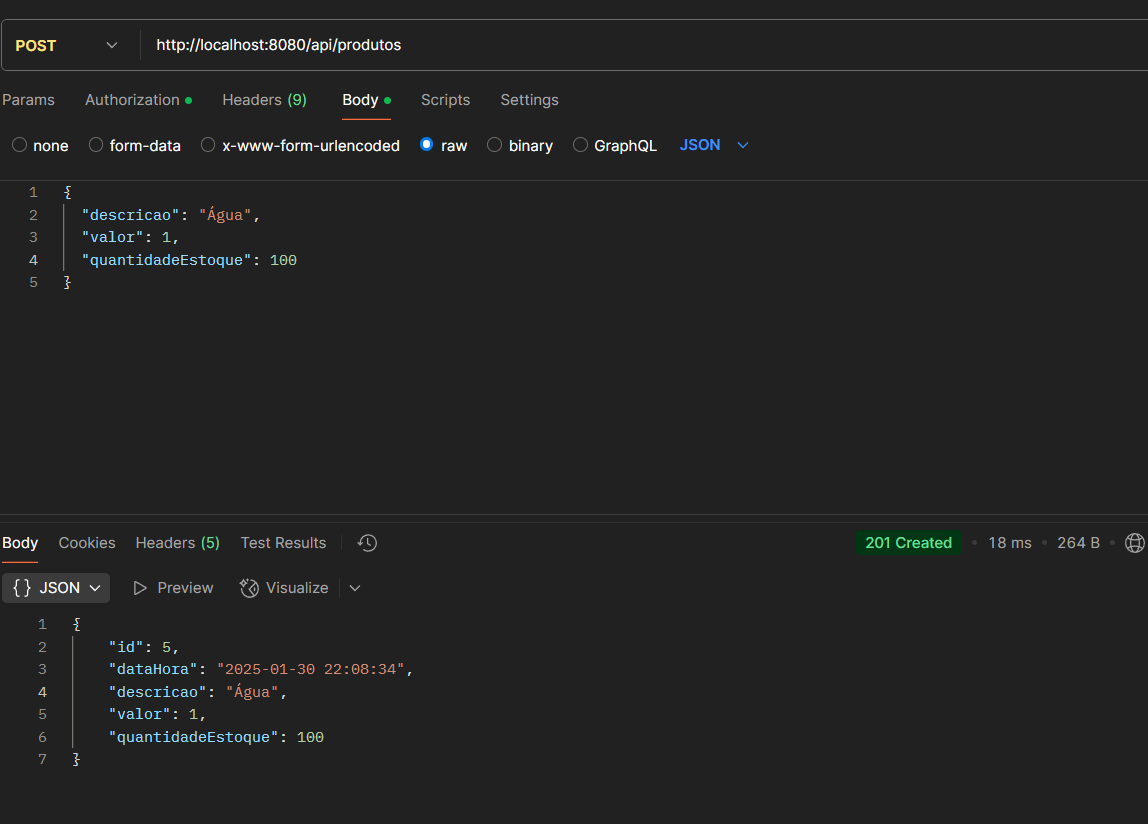 POST http://localhost:8080/api/produtos
Params Authorization Headers (9) Body Scripts Settings
none form-data x-www-form-urlencoded raw binary GraphQL JSON
1 {
2 "descricao": "Água",
3 "valor": 1,
4 "quantidadeEstoque": 100
5 }
Body Cookies Headers (5) Test Results 201 Created 18 ms 264 B
{} JSON Preview Visualize
1 {
2 "id": 5,
3 "dataHora": "2025-01-30 22:08:34",
4 "descricao": "Água",
5 "valor": 1,
6 "quantidadeEstoque": 100
7 }